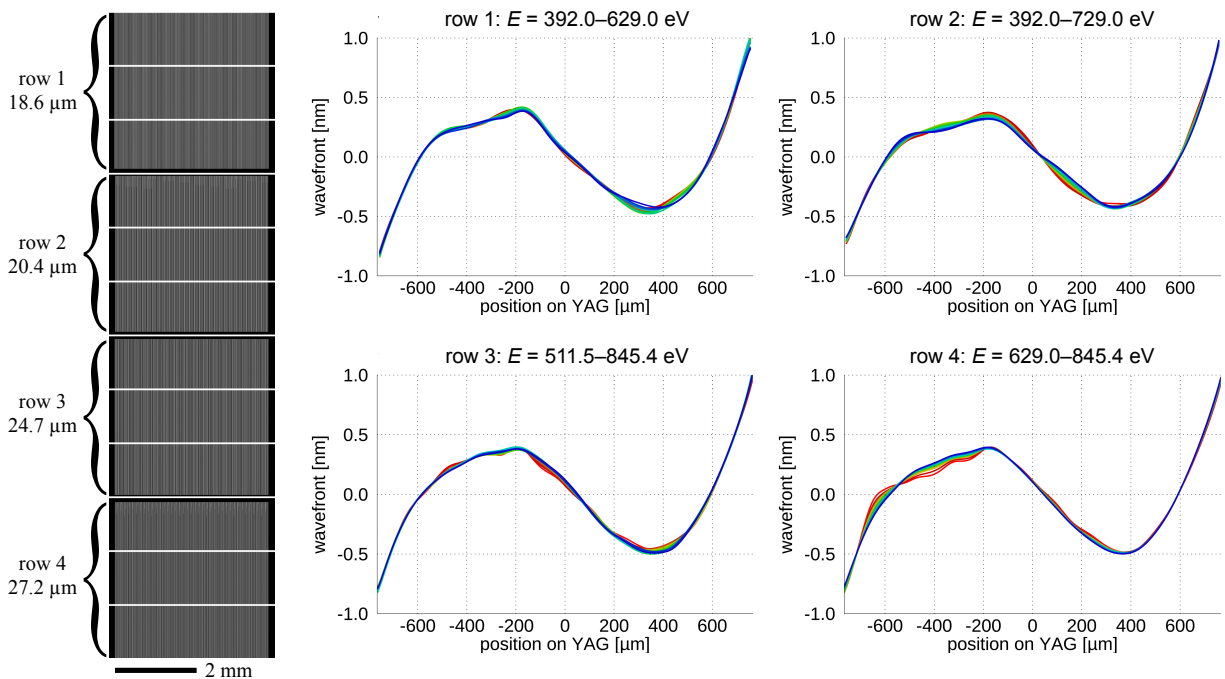 row 1
18.6 µm
row 2
20.4 µm
row 3
24.7 µm
row 4
27.2 µm
2 mm
row 1: E = 392.0–629.0 eV
1.0
0.5
0.0
-0.5
-1.0
wavefront [nm]
-600 -400 -200 0 200 400 600
position on YAG [µm]
row 2: E = 392.0–729.0 eV
1.0
0.5
0.0
-0.5
-1.0
wavefront [nm]
-600 -400 -200 0 200 400 600
position on YAG [µm]
row 3: E = 511.5–845.4 eV
1.0
0.5
0.0
-0.5
-1.0
wavefront [nm]
-600 -400 -200 0 200 400 600
position on YAG [µm]
row 4: E = 629.0–845.4 eV
1.0
0.5
0.0
-0.5
-1.0
wavefront [nm]
-600 -400 -200 0 200 400 600
position on YAG [µm]